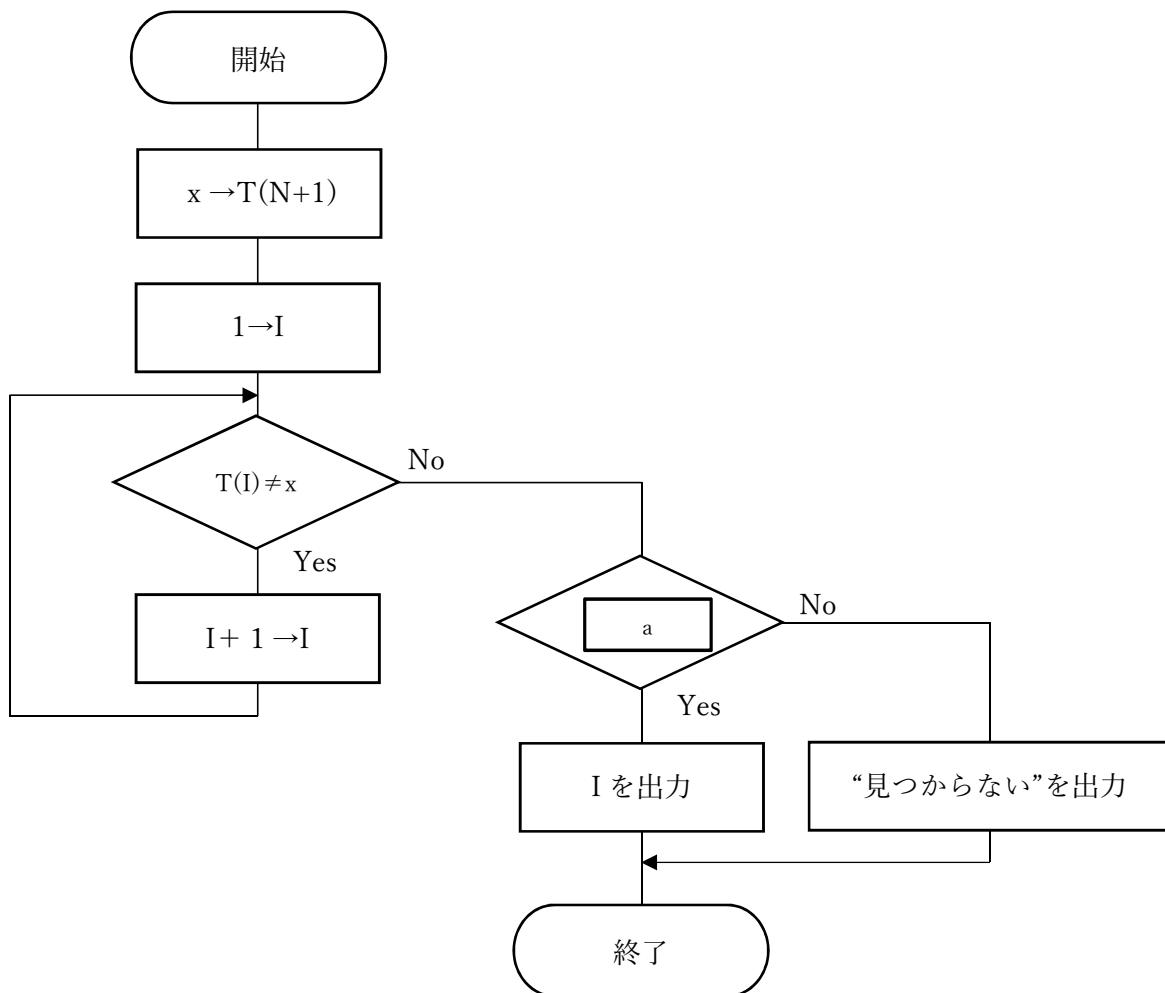 開始
x →T(N+1)
1→I
T(I)≠x
No
Yes
I＋ 1 →I
a
No
Yes
I を出力
“見つからない”を出力
終了